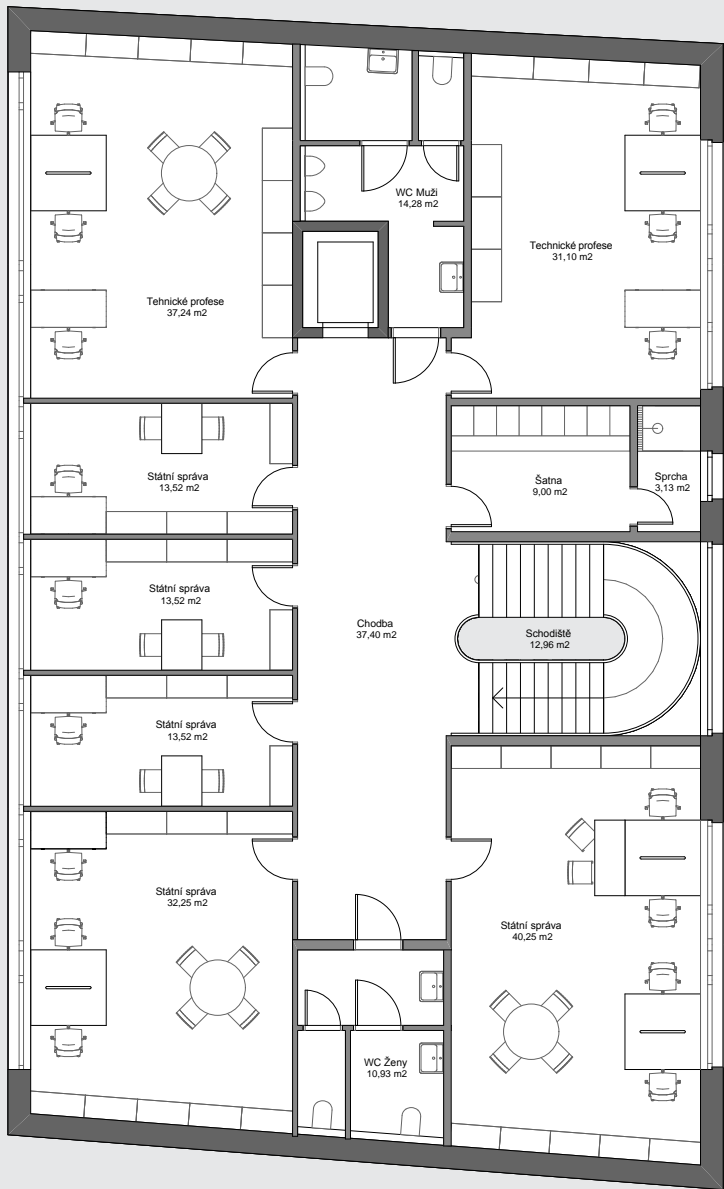 WC Muži
14,28 m2
Technické profese
31,10 m2
Tehnické profese
37,24 m2
Státní správa
13,52 m2
Šatna
9,00 m2
Sprcha
3,13 m2
Státní správa
13,52 m2
Chodba
37,40 m2
Schodiště
12,96 m2
Státní správa
13,52 m2
Státní správa
32,25 m2
Státní správa
40,25 m2
WC Ženy
10,93 m2